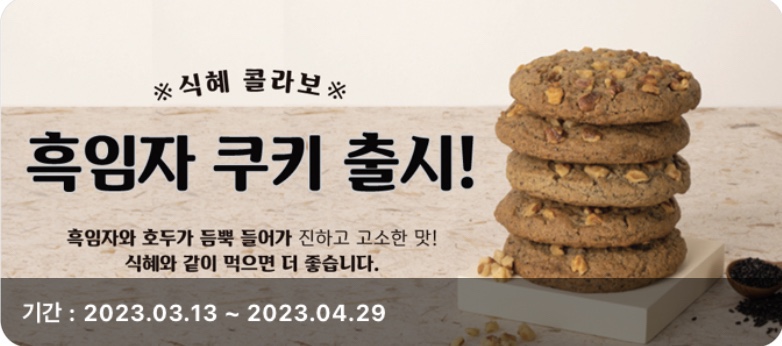 ※식혜 콜라보※
흑임자 쿠키 출시!
흑임자와 호두가 듬뿍 들어가 진하고 고소한 맛!
식혜와 같이 먹으면 더 좋습니다.
기간 : 2023.03.13 ~ 2023.04.29